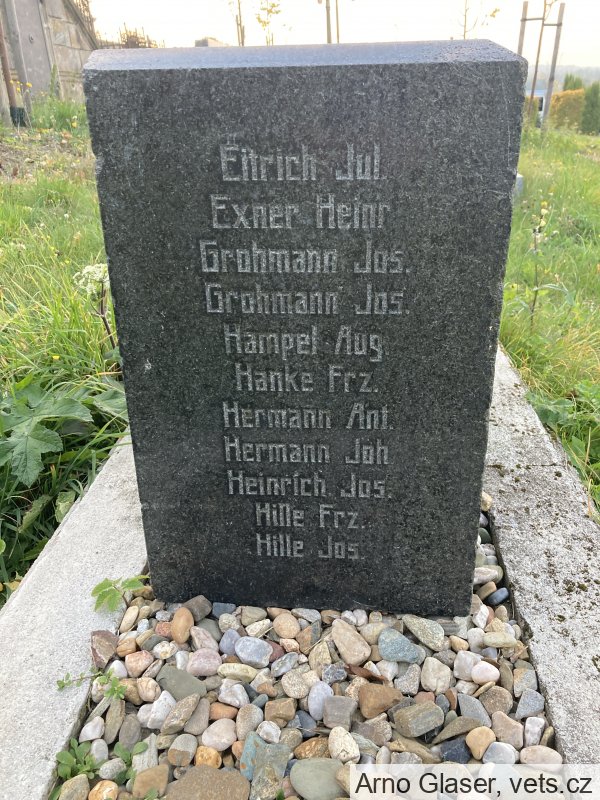 Ettrich Jul.
Exner Heinr
Grohmann Jos.
Grohmann Jos.
Hampel Aug
Hanke Frz.
Hermann Ant.
Hermann Joh
Heinrich Jos.
Hille Frz.
Hille Jos.
Arno Glaser, vets.cz